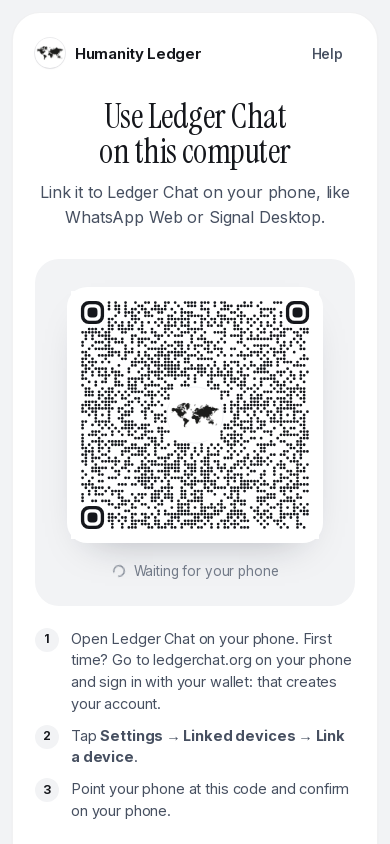 Humanity Ledger
Help
Use Ledger Chat
on this computer
Link it to Ledger Chat on your phone, like
WhatsApp Web or Signal Desktop.
Waiting for your phone
1
Open Ledger Chat on your phone. First
time? Go to ledgerchat.org on your phone
and sign in with your wallet: that creates
your account.
2
Tap Settings → Linked devices → Link
a device.
3
Point your phone at this code and confirm
on your phone.